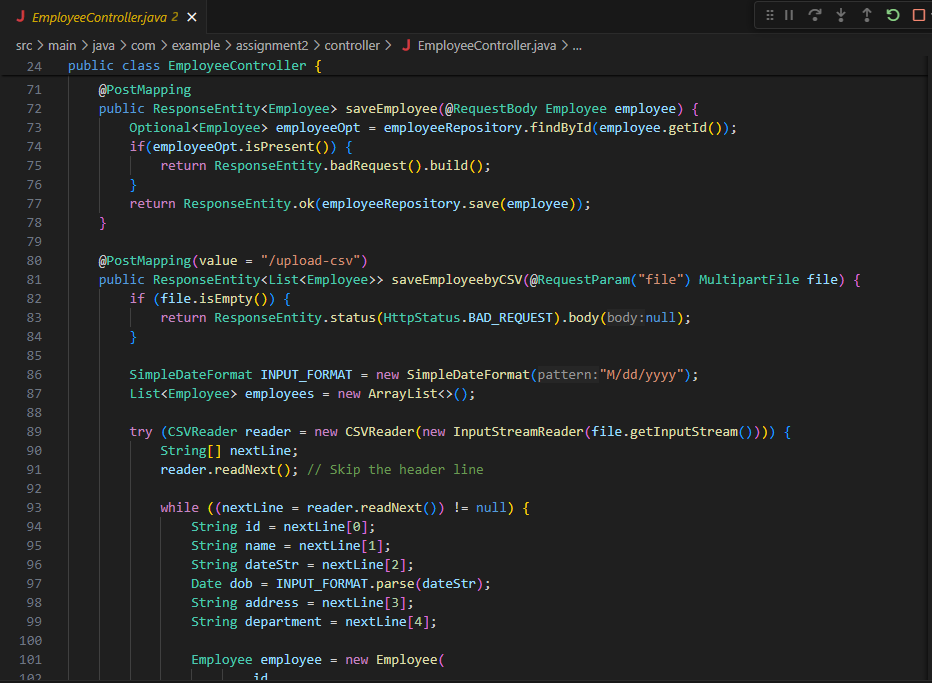 J EmployeeController.java 2 ×
src > main > java > com > example > assignment2 > controller > J EmployeeController.java > ...
24 public class EmployeeController {
71 @PostMapping
72 public ResponseEntity<Employee> saveEmployee(@RequestBody Employee employee) {
73 Optional<Employee> employeeOpt = employeeRepository.findById(employee.getId());
74 if(employeeOpt.isPresent()) {
75 return ResponseEntity.badRequest().build();
76 }
77 return ResponseEntity.ok(employeeRepository.save(employee));
78 }
79
80 @PostMapping(value = "/upload-csv")
81 public ResponseEntity<List<Employee>> saveEmployeebyCSV(@RequestParam("file") MultipartFile file) {
82 if (file.isEmpty()) {
83 return ResponseEntity.status(HttpStatus.BAD_REQUEST).body(body:null);
84 }
85
86 SimpleDateFormat INPUT_FORMAT = new SimpleDateFormat(pattern:"M/dd/yyyy");
87 List<Employee> employees = new ArrayList<>();
88
89 try (CSVReader reader = new CSVReader(new InputStreamReader(file.getInputStream()))) {
90 String[] nextLine;
91 reader.readNext(); // Skip the header line
92
93 while ((nextLine = reader.readNext()) != null) {
94 String id = nextLine[0];
95 String name = nextLine[1];
96 String dateStr = nextLine[2];
97 Date dob = INPUT_FORMAT.parse(dateStr);
98 String address = nextLine[3];
99 String department = nextLine[4];
100
101 Employee employee = new Employee(
102 id